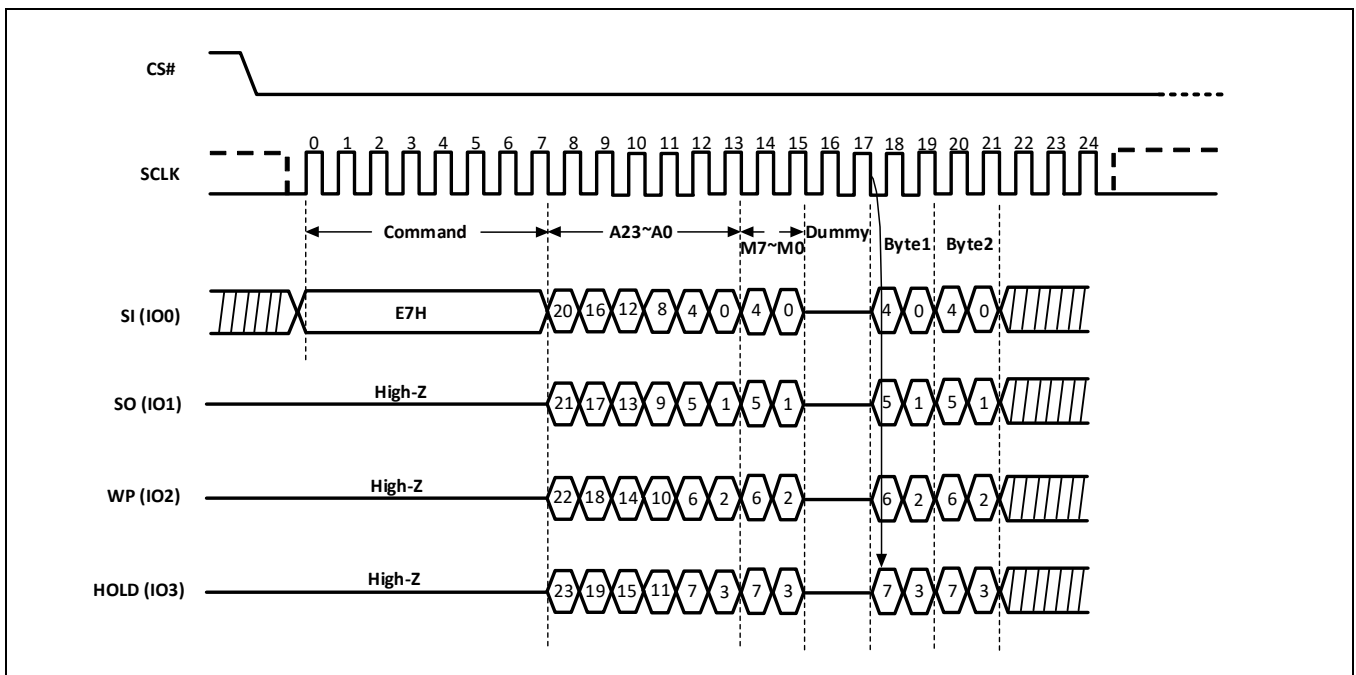 CS#
0 1 2 3 4 5 6 7 8 9 10 11 12 13 14 15 16 17 18 19 20 21 22 23 24
SCLK
Command A23~A0 M7~M0 Dummy Byte1 Byte2
SI (IO0) E7H 20 16 12 8 4 0 4 0 4 0 4 0
High-Z
SO (IO1) 21 17 13 9 5 1 5 1 5 1 5 1
High-Z
WP (IO2) 22 18 14 10 6 2 6 2 6 2 6 2
High-Z
HOLD (IO3) 23 19 15 11 7 3 7 3 7 3 7 3